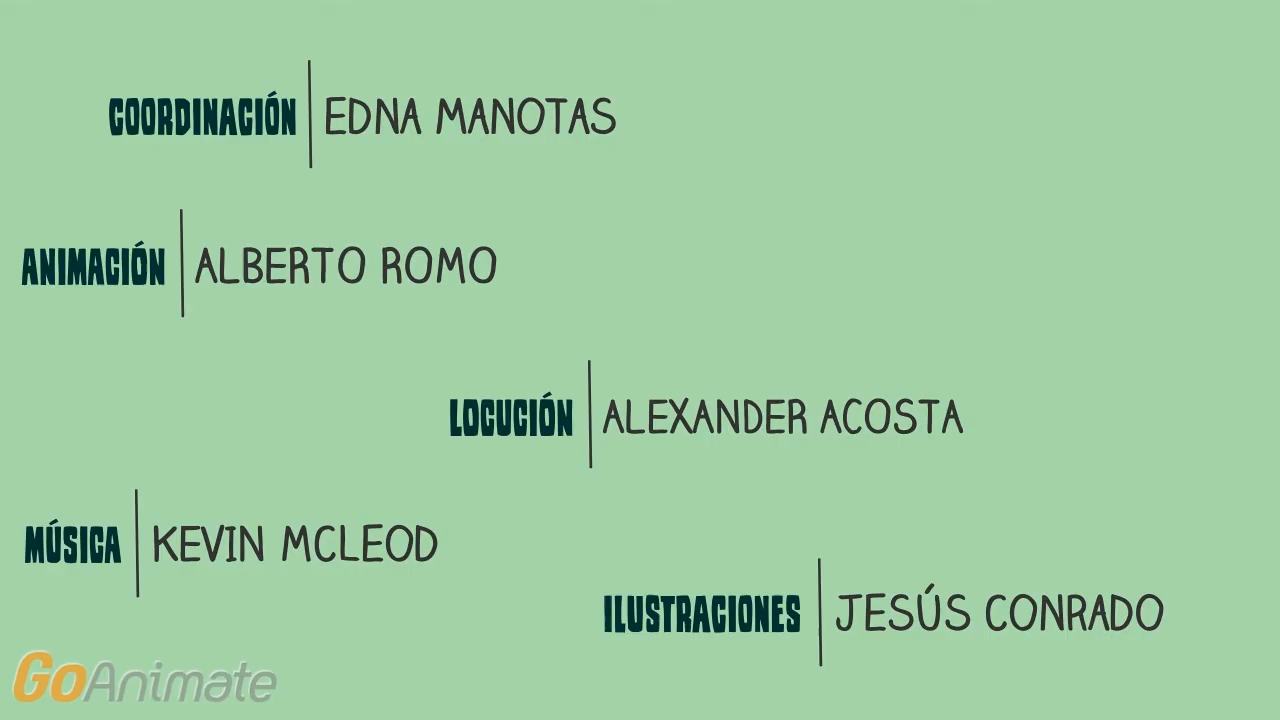 COORDINACIÓN EDNA MANOTAS
ANIMACIÓN ALBERTO ROMO
LOCUCIÓN ALEXANDER ACOSTA
MÚSICA KEVIN MCLEOD
ILUSTRACIONES JESÚS CONRADO
GoAnimate